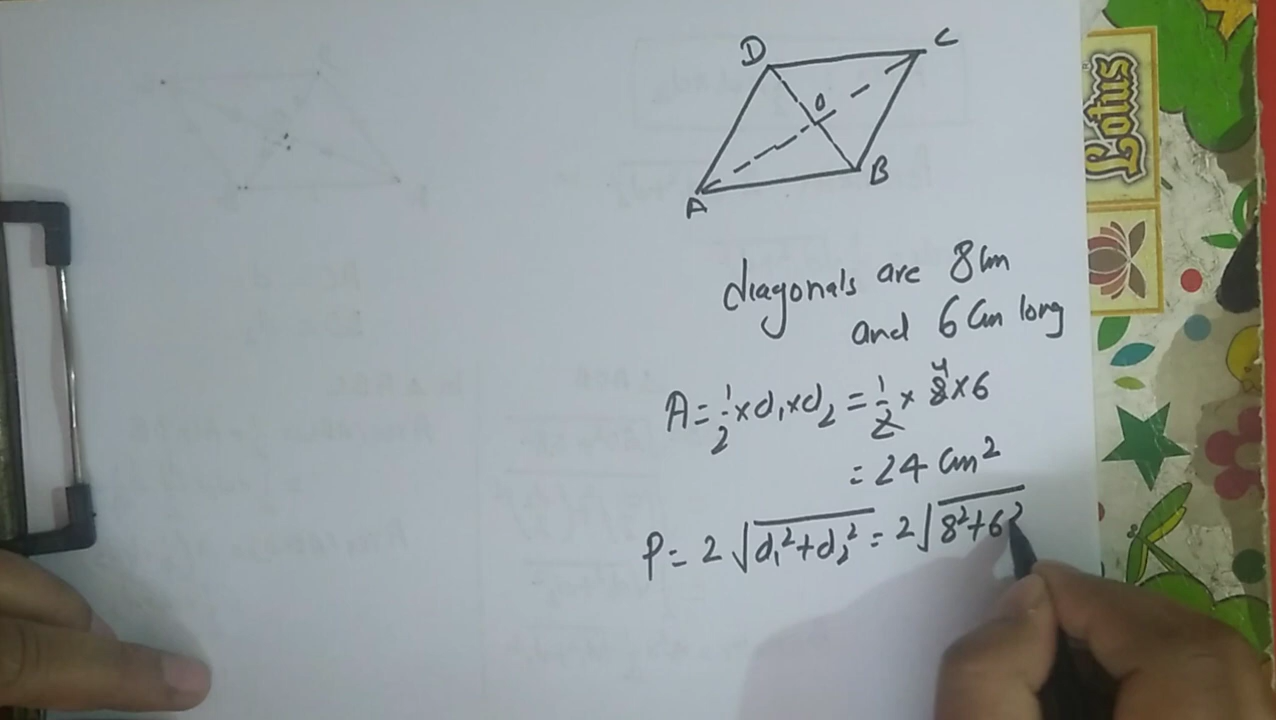 D C
O
A B
diagonals are 8 cm
and 6 cm long
A = 1/2 × d₁ × d₂ = 1/2 × 8 4 × 6
= 24 cm²
P = 2 √d₁²+d₂² = 2√8²+6²
Lotus